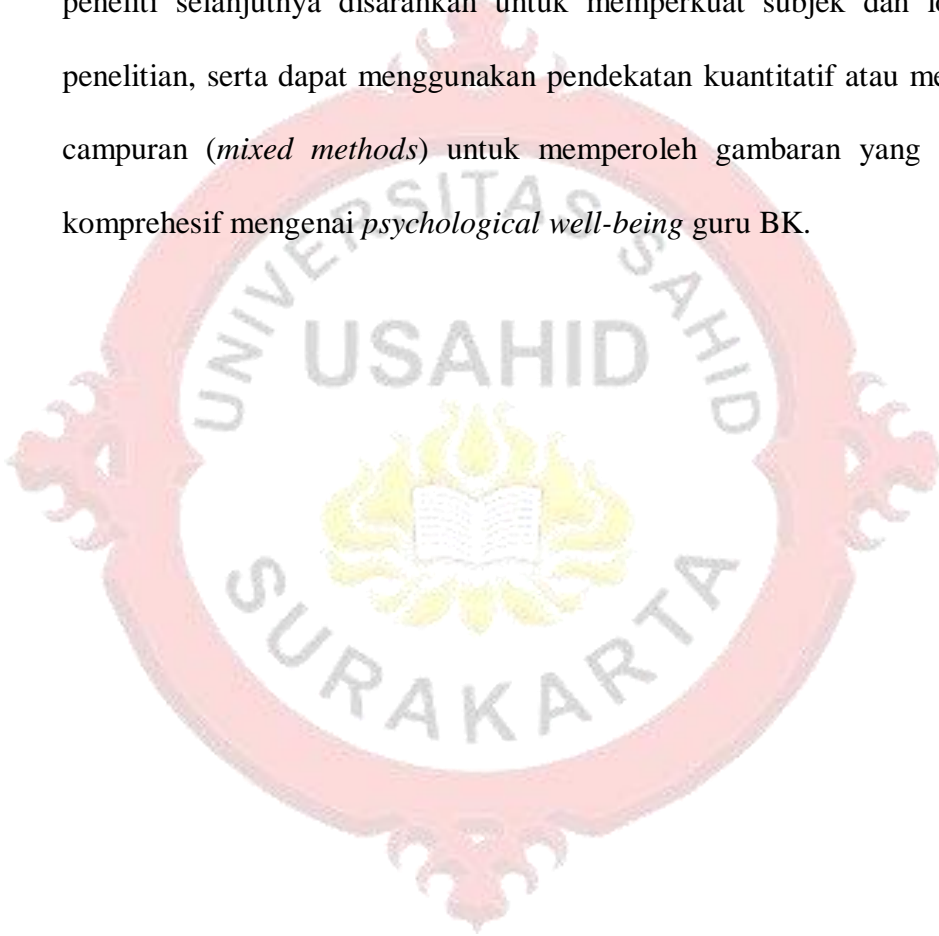 peneliti selanjutnya disarankan untuk memperkuat subjek dan
penelitian, serta dapat menggunakan pendekatan kuantitatif atau
campuran (mixed methods) untuk memperoleh gambaran yang
komprehesif mengenai psychological well-being guru BK.
UNIVERSITAS SAHID
USAHID
SURAKARTA